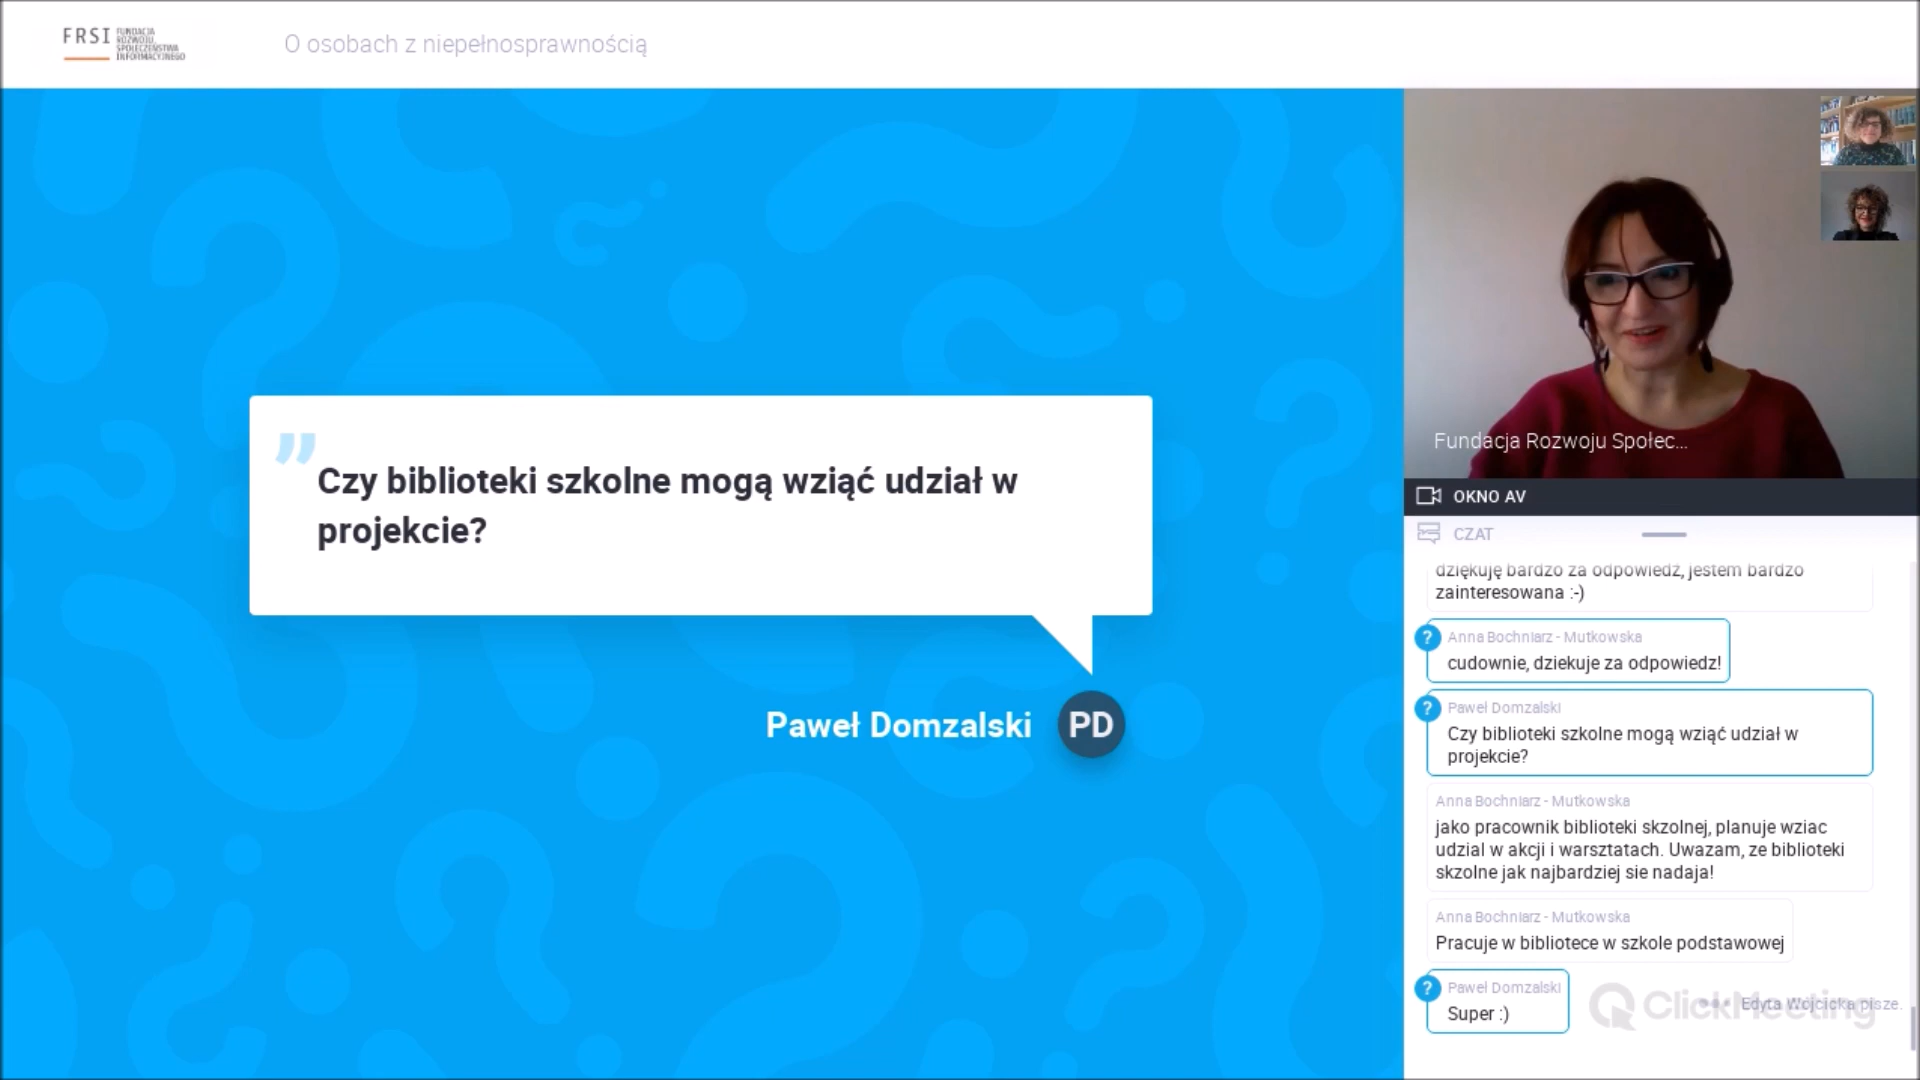 FRSI
FUNDACJA
ROZWOJU
SPOŁECZEŃSTWA
INFORMACYJNEGO
O osobach z niepełnosprawnością
Czy biblioteki szkolne mogą wziąć udział w
projekcie?
Paweł Domzalski
PD
Fundacja Rozwoju Społec...
OKNO AV
CZAT
dziękuję bardzo za odpowiedź, jestem bardzo
zainteresowana :-)
Anna Bochniarz - Mutkowska
cudownie, dziekuje za odpowiedz!
Paweł Domzalski
Czy biblioteki szkolne mogą wziąć udział w
projekcie?
Anna Bochniarz - Mutkowska
jako pracownik biblioteki skzolnej, planuje wziac
udzial w akcji i warsztatach. Uwazam, ze biblioteki
skzolne jak najbardziej sie nadaja!
Anna Bochniarz - Mutkowska
Pracuje w bibliotece w szkole podstawowej
Paweł Domzalski
Super :)
ClickMeeting
Edyta Wójcicka pisze.